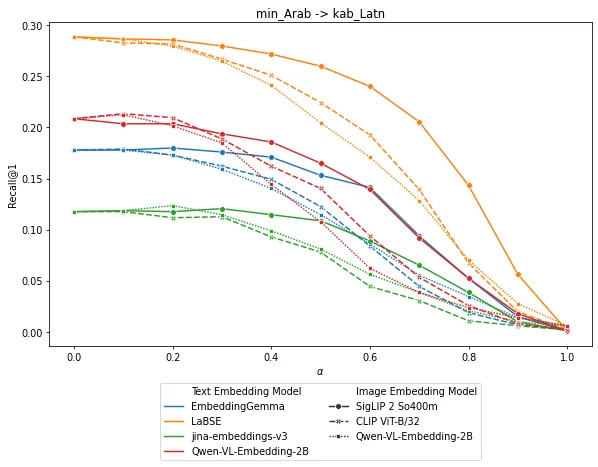 min_Arab -> kab_Latn
Recall@1
0.30
0.25
0.20
0.15
0.10
0.05
0.00
0.0 0.2 0.4 0.6 0.8 1.0
α
Text Embedding Model Image Embedding Model
EmbeddingGemma SigLIP 2 So400m
LaBSE CLIP ViT-B/32
jina-embeddings-v3 Qwen-VL-Embedding-2B
Qwen-VL-Embedding-2B